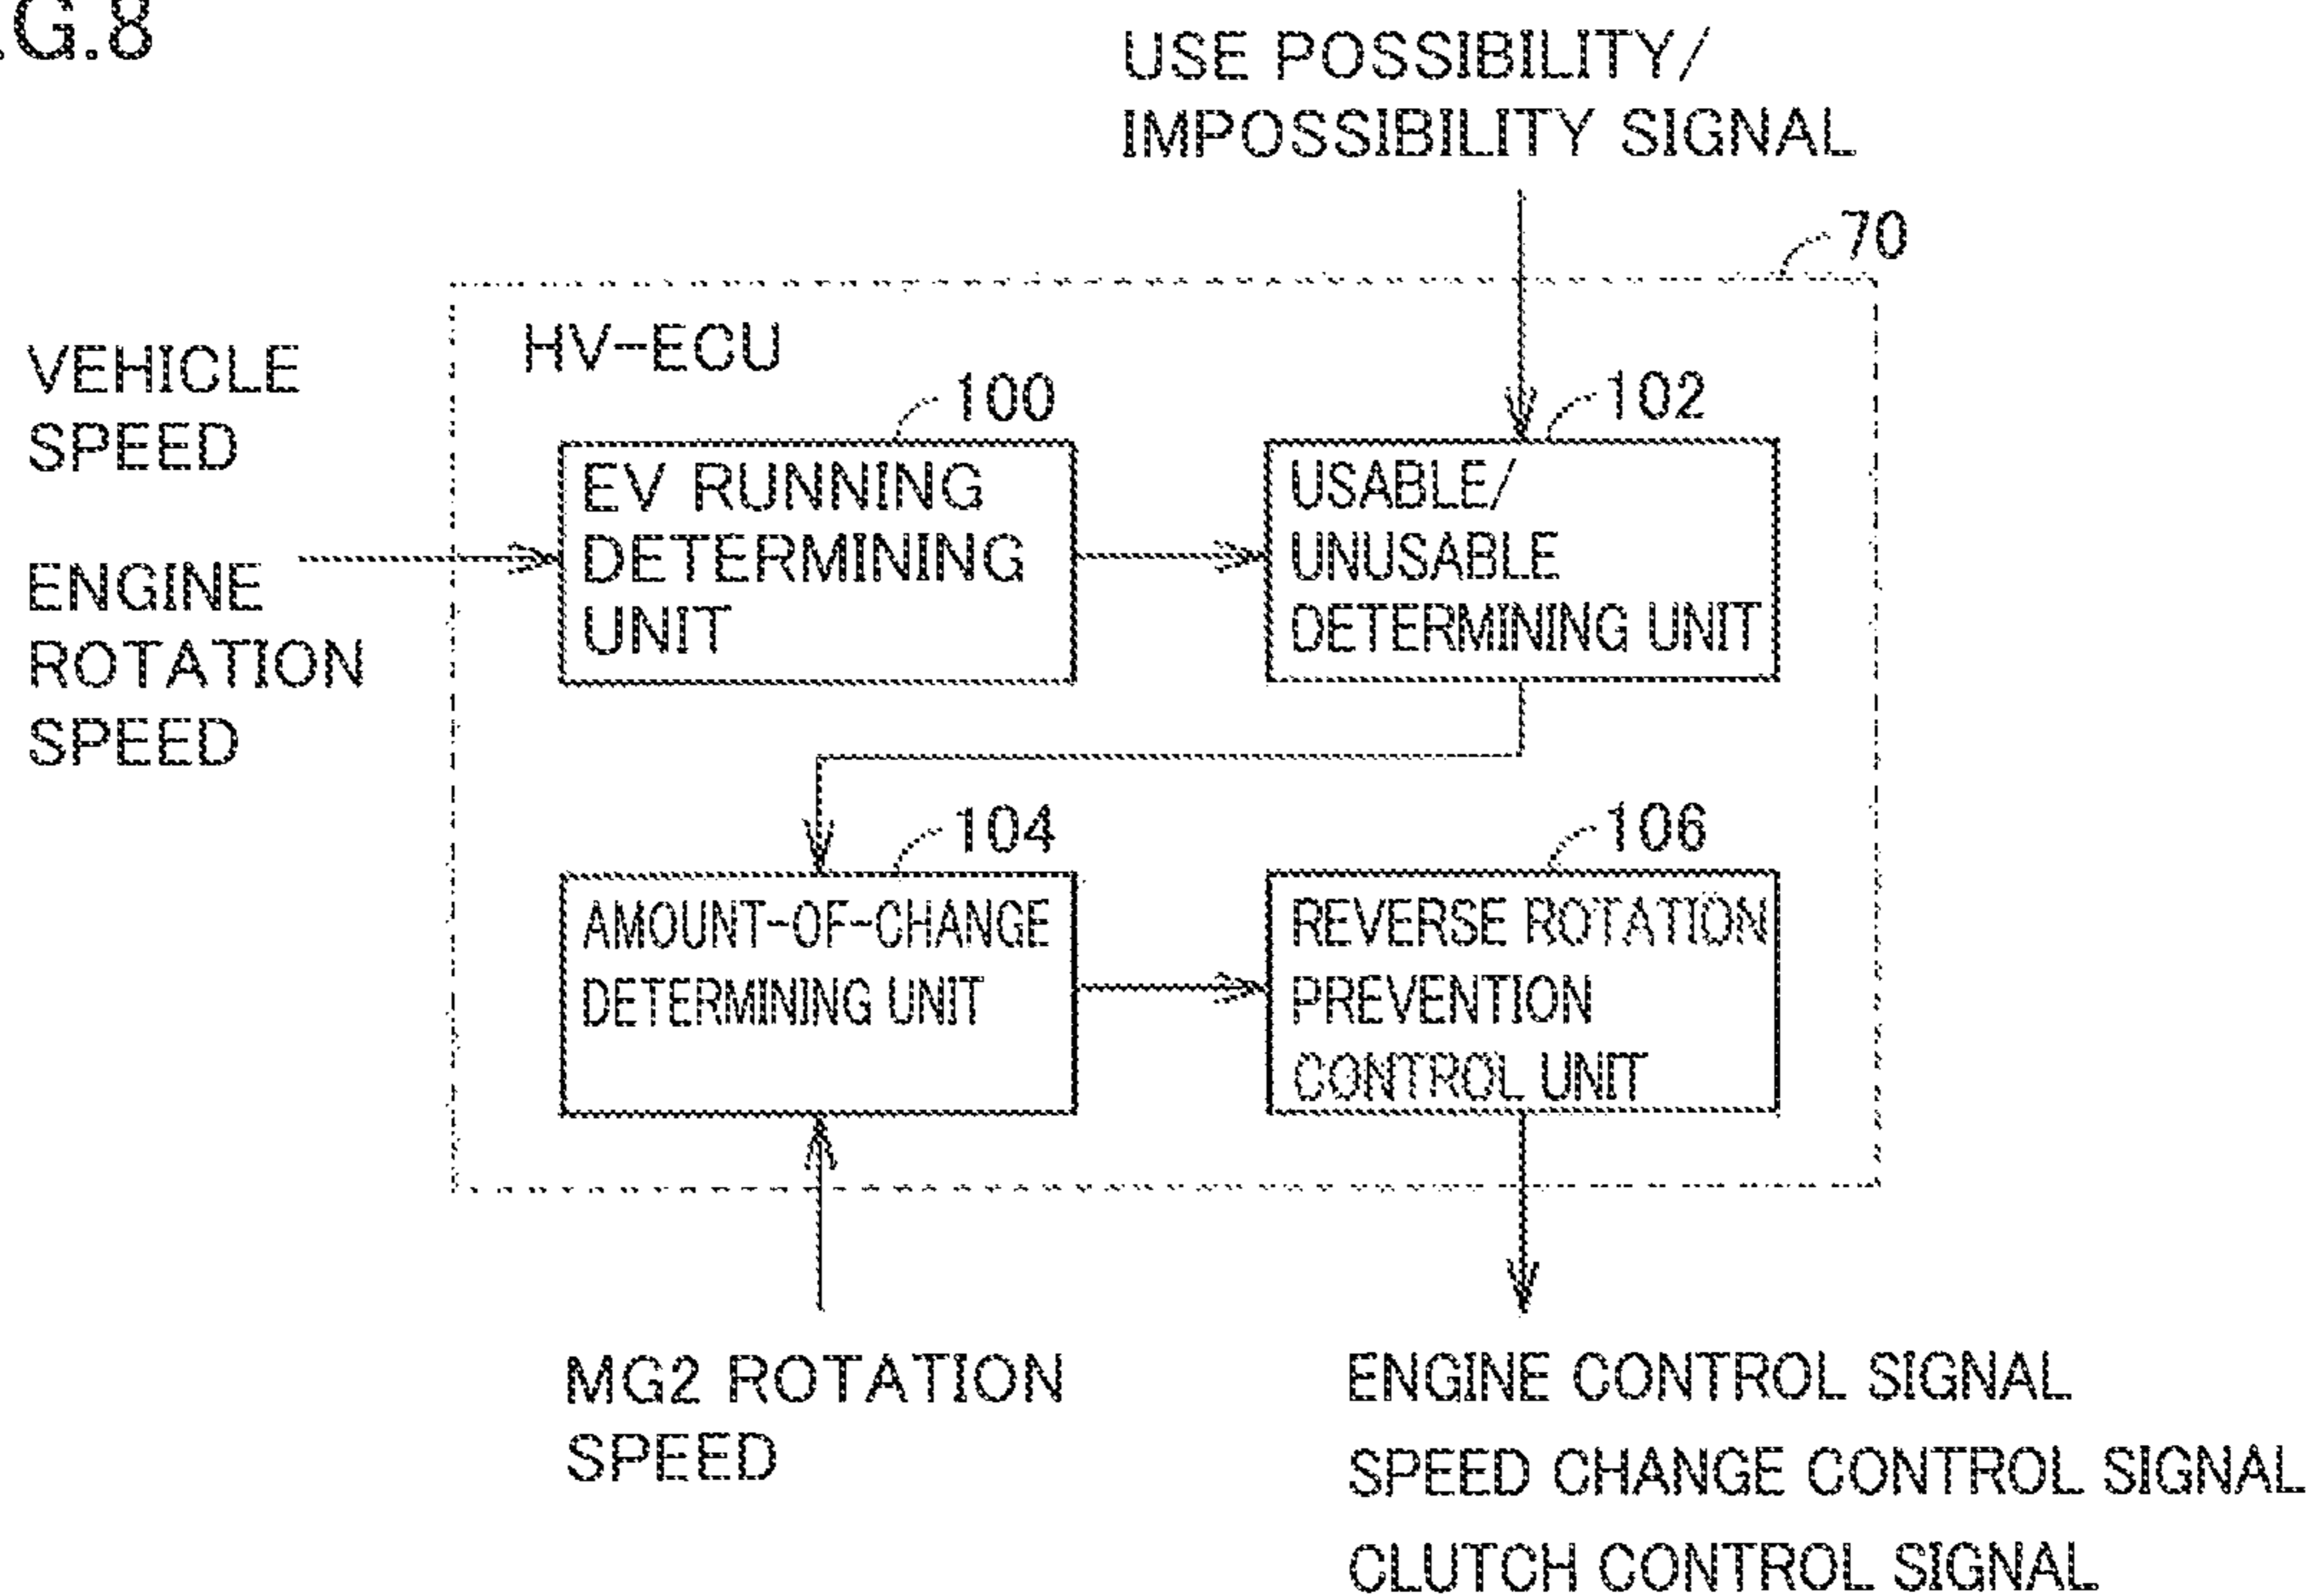 G.8
USE POSSIBILITY/
IMPOSSIBILITY SIGNAL
70
HV-ECU
VEHICLE
SPEED
ENGINE
ROTATION
SPEED
100
EV RUNNING
DETERMINING
UNIT
102
USABLE/
UNUSABLE
DETERMINING UNIT
104
AMOUNT-OF-CHANGE
DETERMINING UNIT
106
REVERSE ROTATION
PREVENTION
CONTROL UNIT
MG2 ROTATION
SPEED
ENGINE CONTROL SIGNAL
SPEED CHANGE CONTROL SIGNAL
CLUTCH CONTROL SIGNAL